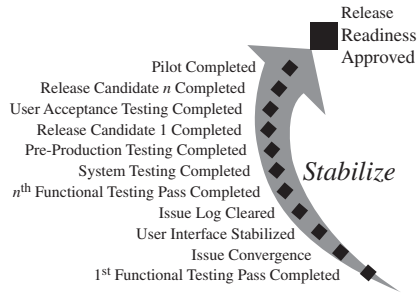 Release
Readiness
Approved
Pilot Completed
Release Candidate n Completed
User Acceptance Testing Completed
Release Candidate 1 Completed
Pre-Production Testing Completed
System Testing Completed
Stabilize
nth Functional Testing Pass Completed
Issue Log Cleared
User Interface Stabilized
Issue Convergence
1st Functional Testing Pass Completed